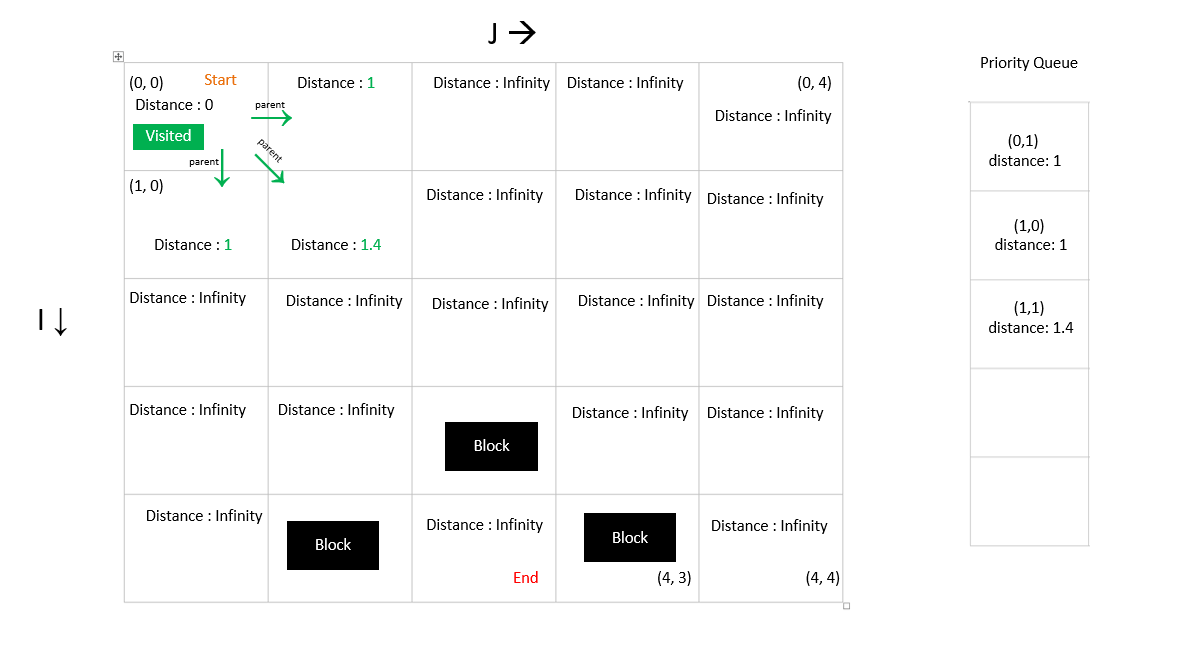 J →
Priority Queue
(0, 0) Start
Distance : 0
Visited
parent
parent
parent
Distance : 1
Distance : Infinity
Distance : Infinity
(0, 4)
Distance : Infinity
(1, 0)
Distance : 1
Distance : 1.4
Distance : Infinity
Distance : Infinity
Distance : Infinity
I ↓
Distance : Infinity
Distance : Infinity
Distance : Infinity
Distance : Infinity
Distance : Infinity
Distance : Infinity
Distance : Infinity
Block
Distance : Infinity
Distance : Infinity
Distance : Infinity
Block
Distance : Infinity
End
Block
(4, 3)
Distance : Infinity
(4, 4)
(0,1)
distance: 1
(1,0)
distance: 1
(1,1)
distance: 1.4